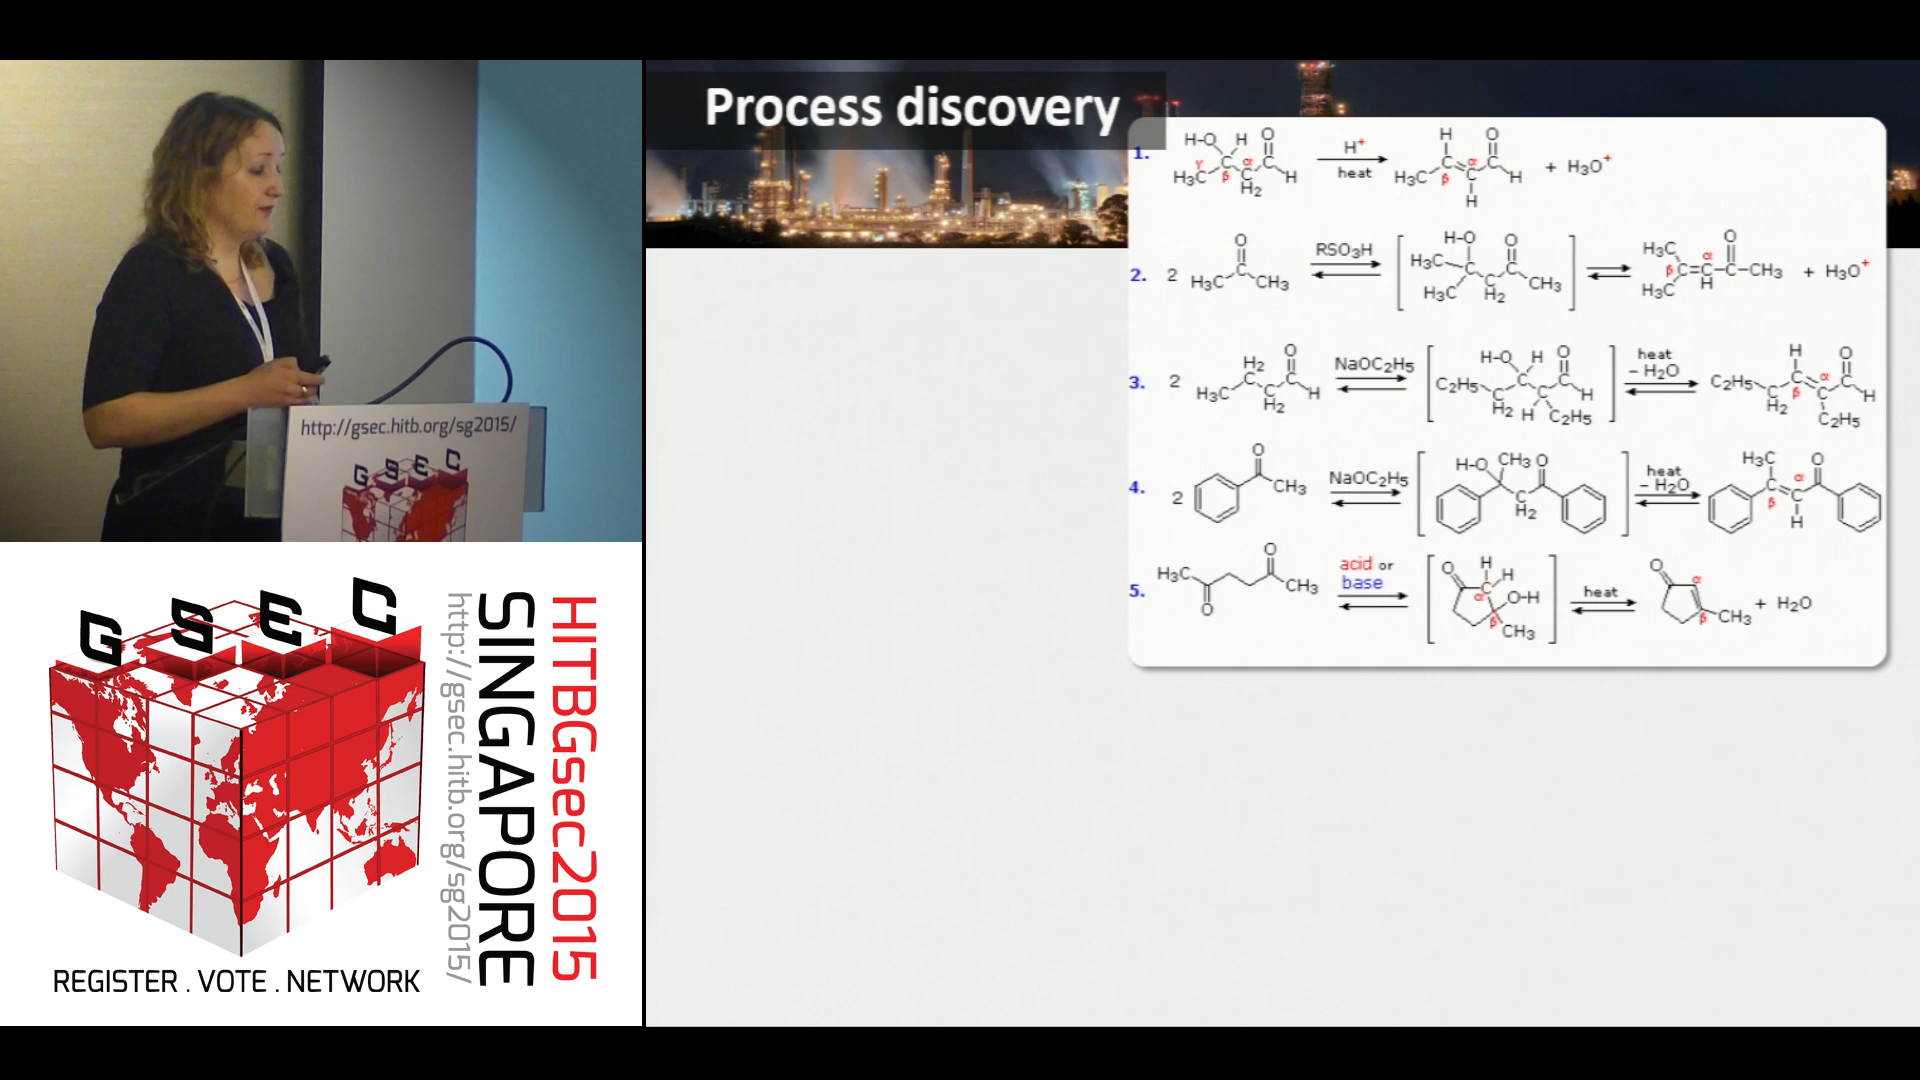 Process discovery
1.
H-O H O
γ α
H₃C β C H
H₂
H⁺
heat
H O
α
H₃C β H
H
+ H₃O⁺
2.
2
O
H₃C CH₃
RSO₃H
H-O O
H₃C
H₃C C CH₃
H₂
H₃C α O
β C=C-C-CH₃
H₃C H
+ H₃O⁺
3.
2
H₂ O
H₃C C H
H₂
NaOC₂H₅
H-O H O
C₂H₅ C H
H₂ H C₂H₅
heat
– H₂O
H O
α
C₂H₅ C β H
H₂ C₂H₅
4.
2
O
CH₃
NaOC₂H₅
H-O CH₃ O
C
H₂
heat
– H₂O
H₃C O
α
β C
H
5.
H₃C O
O CH₃
acid or
base
O H
C H
α O-H
β
CH₃
heat
O α
β CH₃
+ H₂O
http://gsec.hitb.org/sg2015/
G S E C
G S E C
REGISTER . VOTE . NETWORK
http://gsec.hitb.org/sg2015/
SINGAPORE
HITBGsec2015